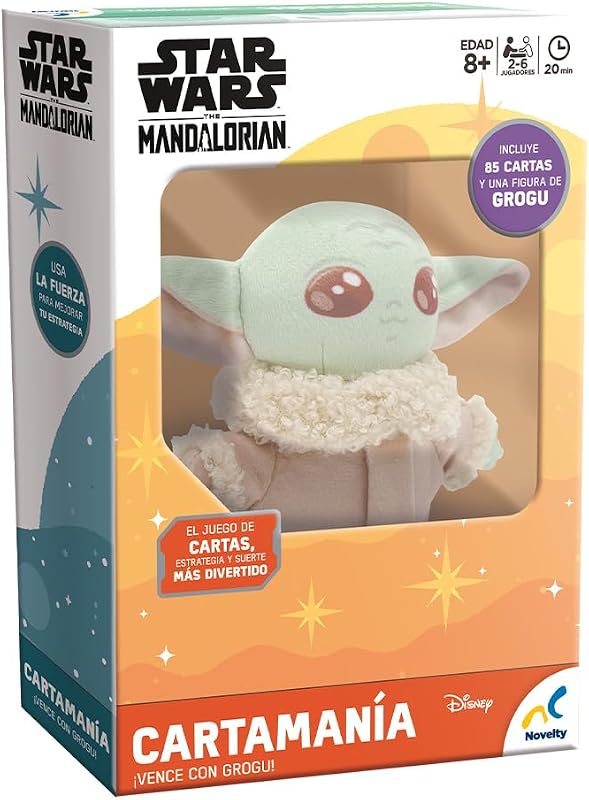 STAR
WARS
THE
MANDALORIAN
USA
LA FUERZA
PARA MEJORAR
TU ESTRATEGIA
CARTAMANÍA
¡VENCE CON GROGU!
STAR
WARS
THE
MANDALORIAN
EDAD
8+
2-6
JUGADORES
20 min
INCLUYE
85 CARTAS
Y UNA FIGURA DE
GROGU
EL JUEGO DE
CARTAS,
ESTRATEGIA Y SUERTE
MÁS DIVERTIDO
CARTAMANÍA
¡VENCE CON GROGU!
Disney
Novelty